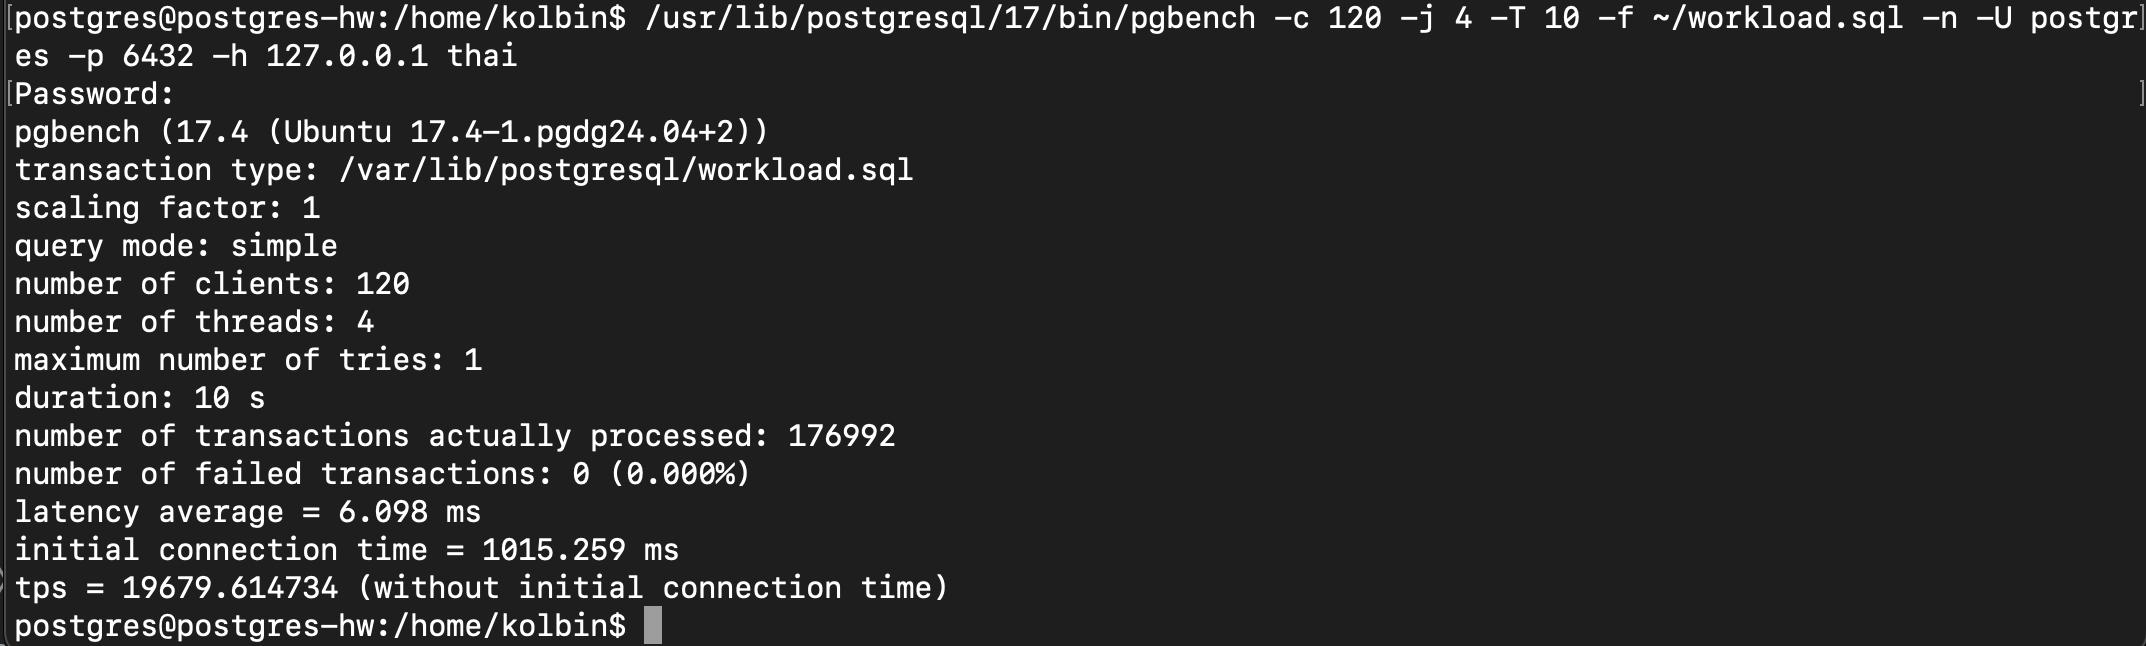 [postgres@postgres-hw:/home/kolbin$ /usr/lib/postgresql/17/bin/pgbench -c 120 -j 4 -T 10 -f ~/workload.sql -n -U postgr]
es -p 6432 -h 127.0.0.1 thai
[Password: ]
pgbench (17.4 (Ubuntu 17.4-1.pgdg24.04+2))
transaction type: /var/lib/postgresql/workload.sql
scaling factor: 1
query mode: simple
number of clients: 120
number of threads: 4
maximum number of tries: 1
duration: 10 s
number of transactions actually processed: 176992
number of failed transactions: 0 (0.000%)
latency average = 6.098 ms
initial connection time = 1015.259 ms
tps = 19679.614734 (without initial connection time)
postgres@postgres-hw:/home/kolbin$